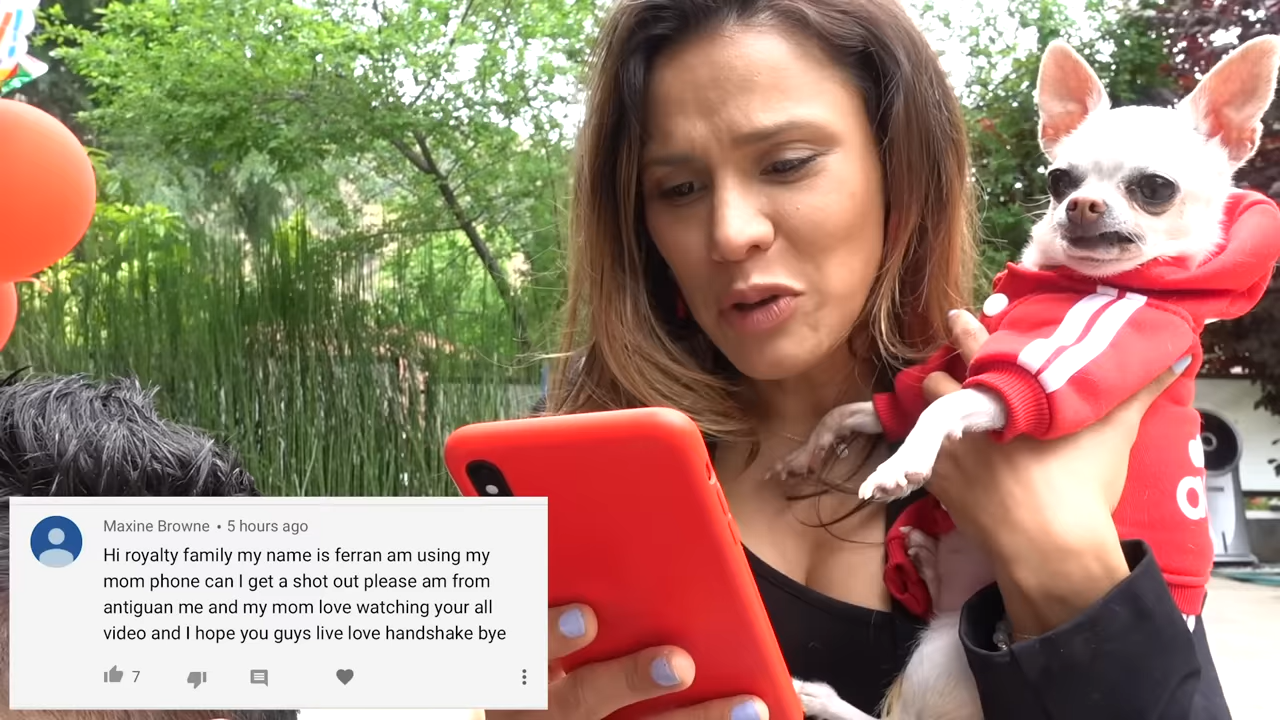 Maxine Browne • 5 hours ago
Hi royalty family my name is ferran am using my
mom phone can I get a shot out please am from
antiguan me and my mom love watching your all
video and I hope you guys live love handshake bye
7